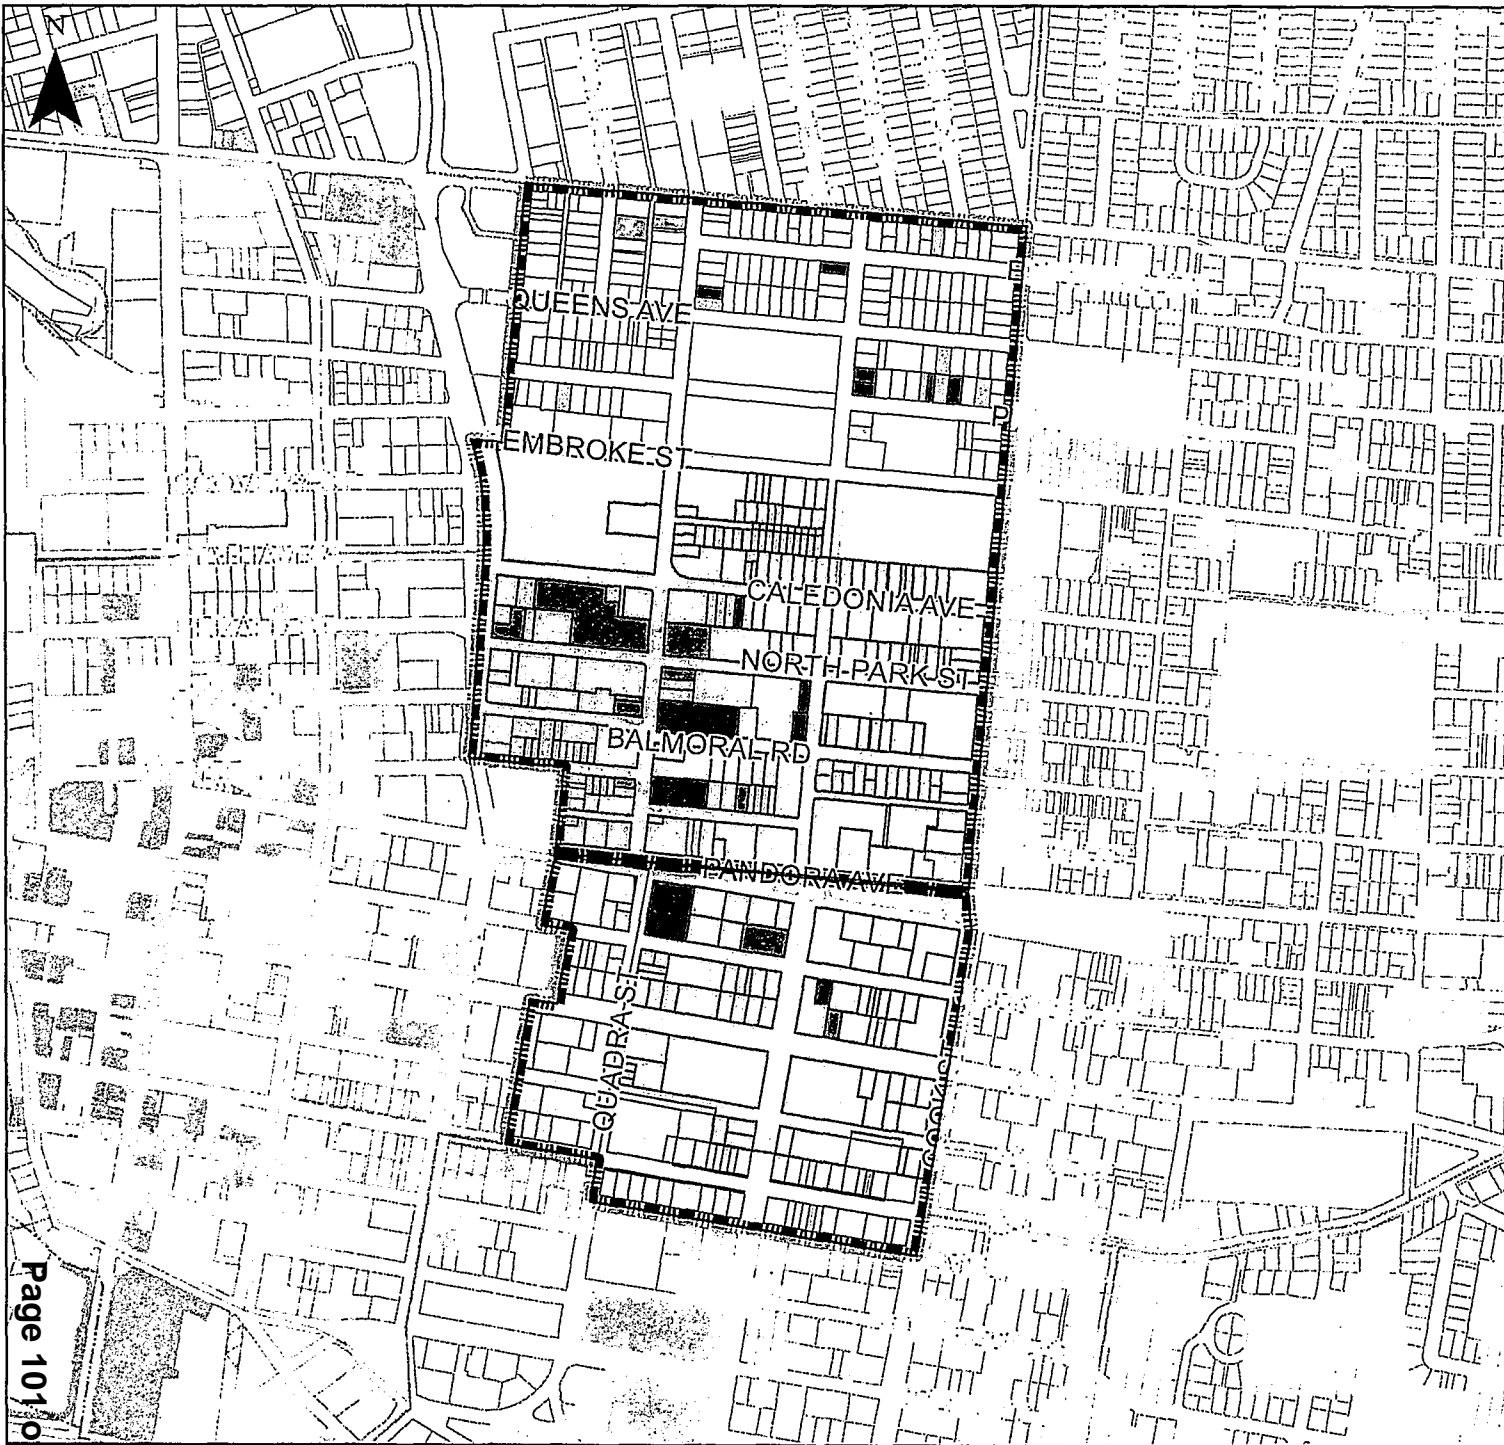 N
QUEENS AVE
P
EMBROKE ST
CALEDONIA AVE
NORTH PARK ST
BALMORAL RD
PANDORA AVE
QUADRA ST
Page 101 o